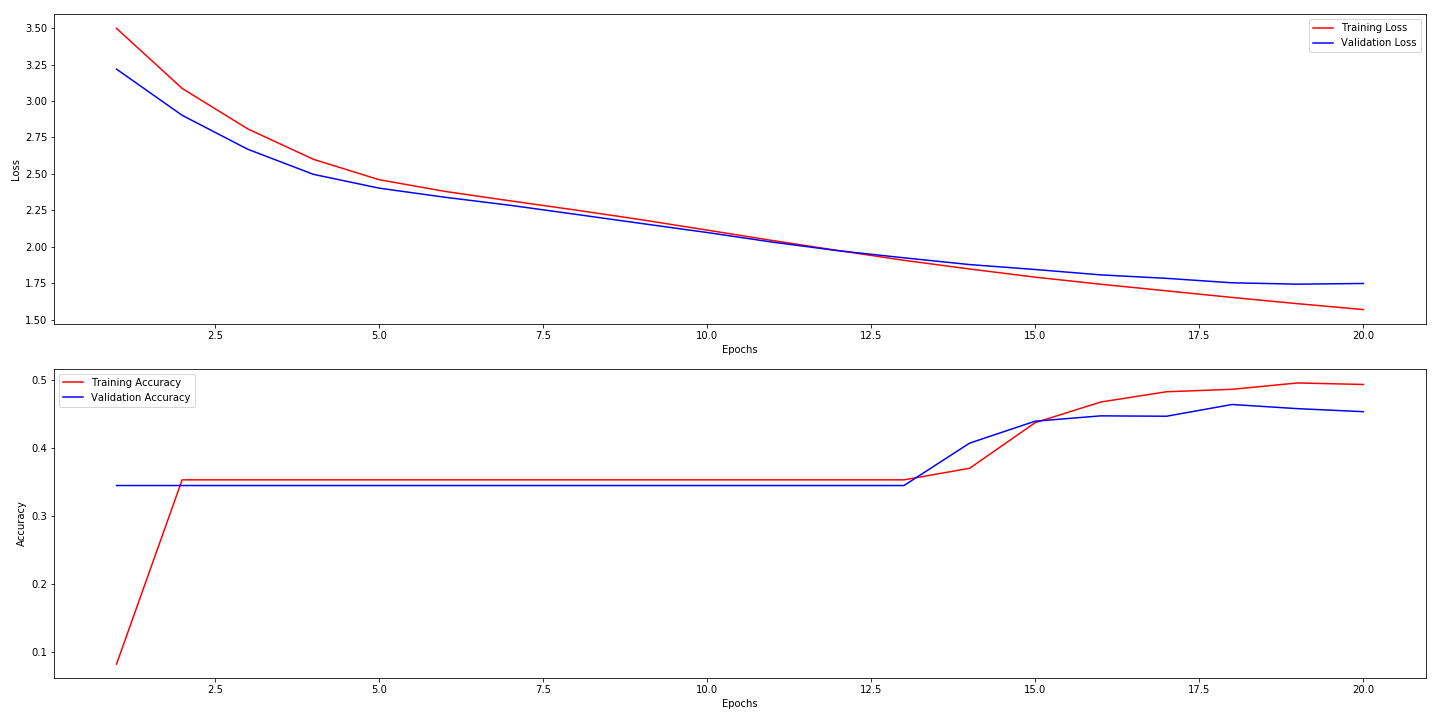 3.50
3.25
3.00
2.75
2.50
2.25
2.00
1.75
1.50
Loss
Training Loss
Validation Loss
2.5 5.0 7.5 10.0 12.5 15.0 17.5 20.0
Epochs
0.5
0.4
0.3
0.2
0.1
Accuracy
Training Accuracy
Validation Accuracy
2.5 5.0 7.5 10.0 12.5 15.0 17.5 20.0
Epochs